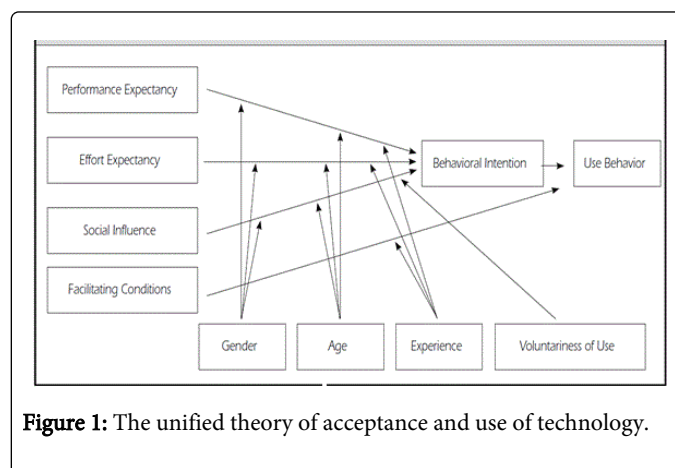 Performance Expectancy
Effort Expectancy
Behavioral Intention
Use Behavior
Social Influence
Facilitating Conditions
Gender
Age
Experience
Voluntariness of Use
Figure 1: The unified theory of acceptance and use of technology.